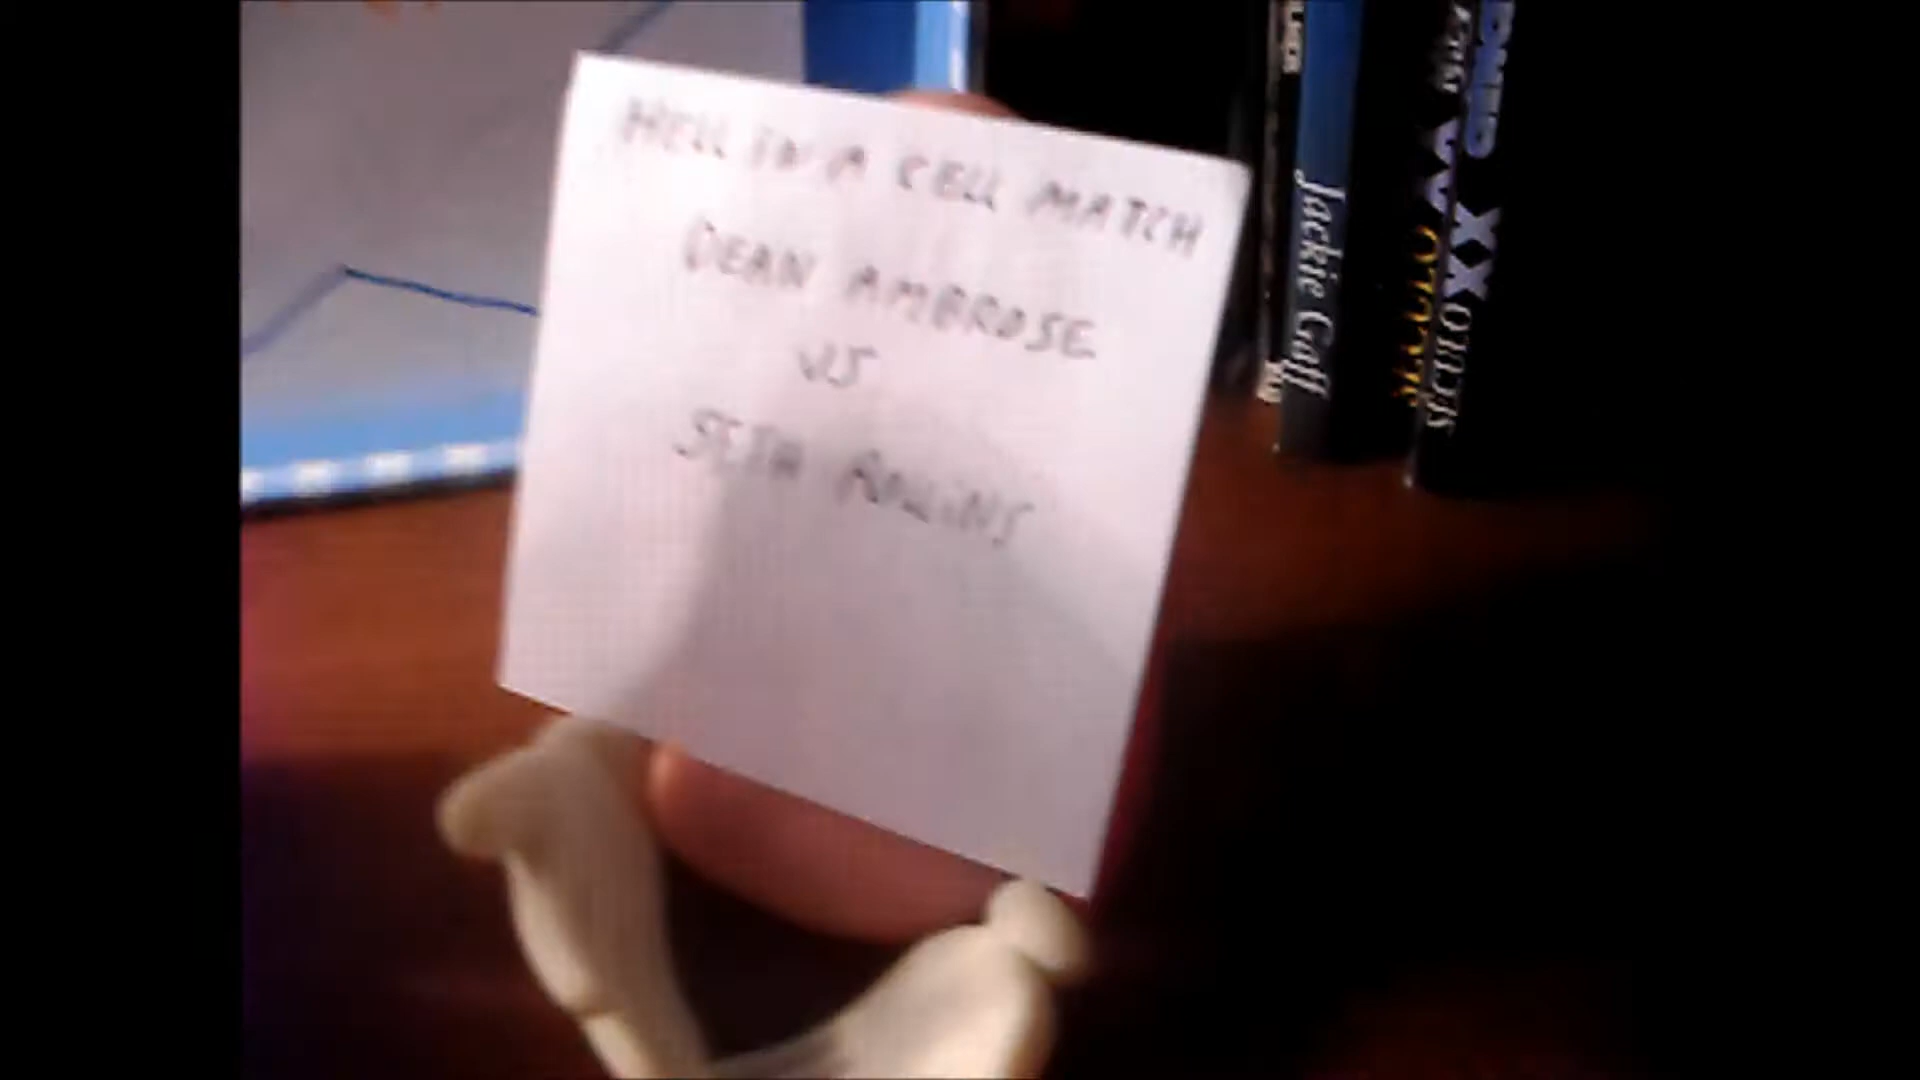 HELL IN A CELL MATCH
DEAN AMBROSE
VS
SETH ROLLINS
Jackie Gaff